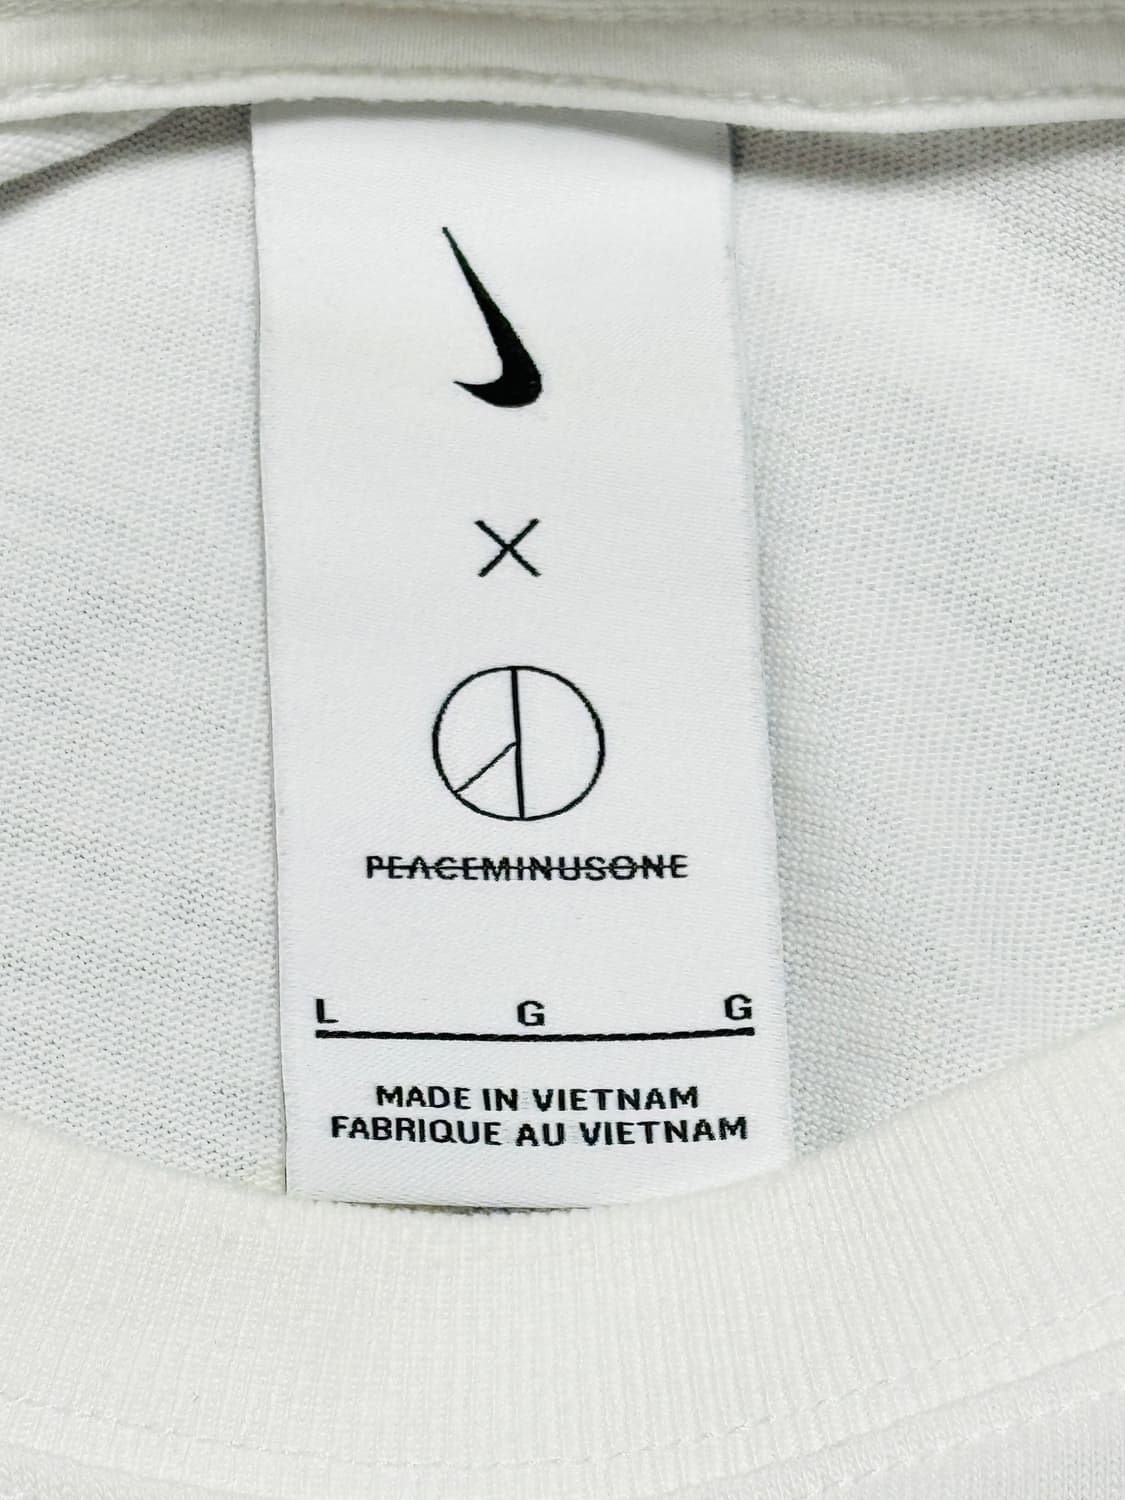 ×
PEACEMINUSONE
L G G
MADE IN VIETNAM
FABRIQUE AU VIETNAM